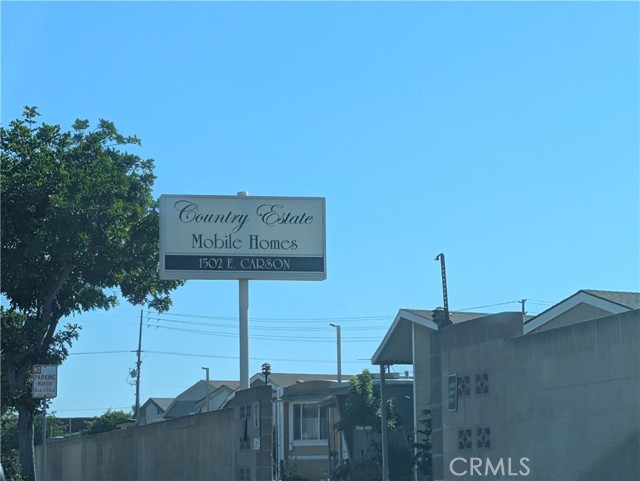 Country Estate
Mobile Homes
1502 E. CARSON
PARKING
CRMLS